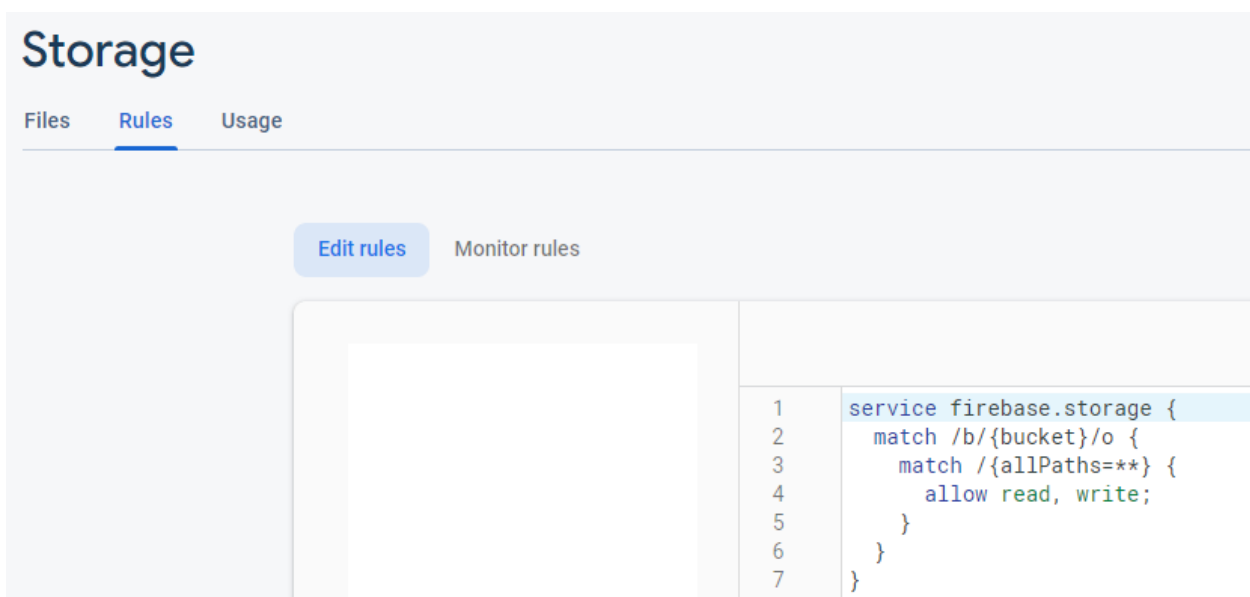 Storage
Files Rules Usage
Edit rules Monitor rules
1 service firebase.storage {
2 match /b/{bucket}/o {
3 match /{allPaths=**} {
4 allow read, write;
5 }
6 }
7 }